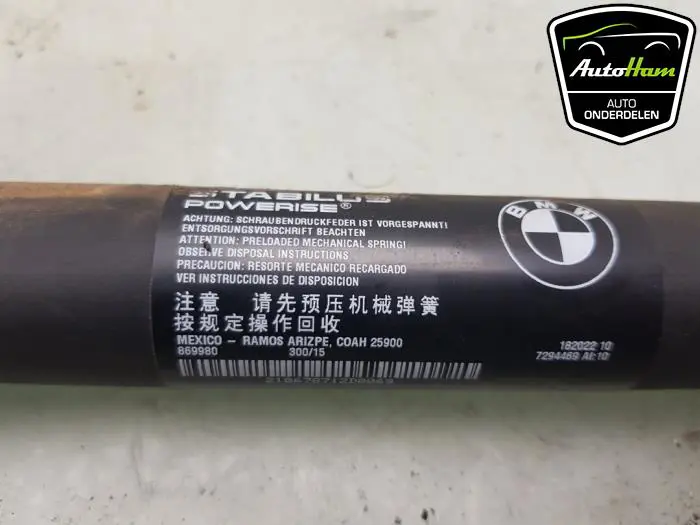 AutoHam
AUTO
ONDERDELEN
STABILUS
POWERISE®
ACHTUNG: SCHRAUBENDRUCKFEDER IST VORGESPANNT!
ENTSORGUNGSVORSCHRIFT BEACHTEN
ATTENTION: PRELOADED MECHANICAL SPRING!
OBSERVE DISPOSAL INSTRUCTIONS
PRECAUCION: RESORTE MECANICO RECARGADO
VER INSTRUCCIONES DE DISPOSICION
注意 请先预压机械弹簧
按规定操作回收
MEXICO – RAMOS ARIZPE, COAH 25900
869980 300/15
BMW
182022 10
7294469 AI:10